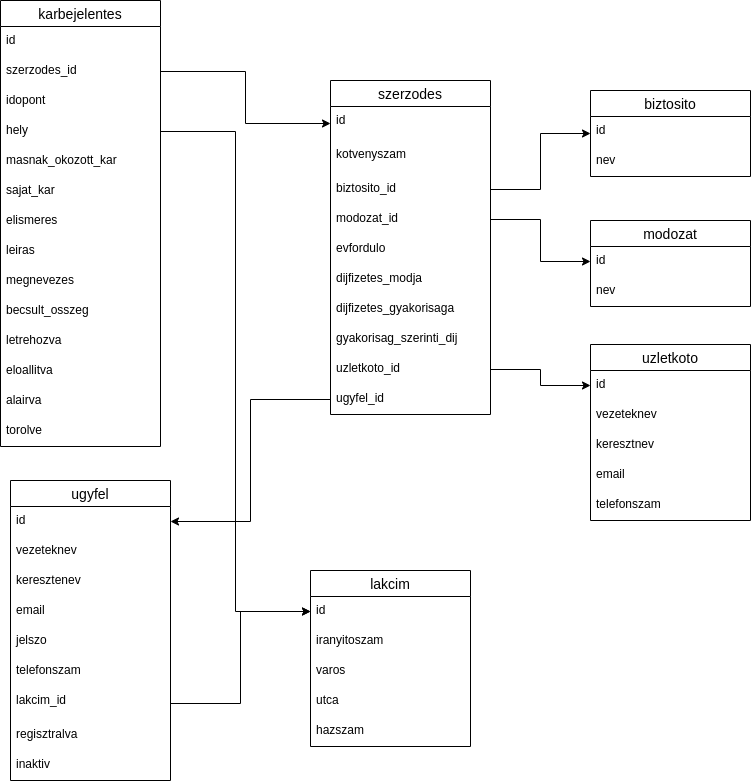 karbejelentes
id
szerzodes_id
idopont
hely
masnak_okozott_kar
sajat_kar
elismeres
leiras
megnevezes
becsult_osszeg
letrehozva
eloallitva
alairva
torolve
szerzodes
id
kotvenyszam
biztosito_id
modozat_id
evfordulo
dijfizetes_modja
dijfizetes_gyakorisaga
gyakorisag_szerinti_dij
uzletkoto_id
ugyfel_id
biztosito
id
nev
modozat
id
nev
uzletkoto
id
vezeteknev
keresztnev
email
telefonszam
ugyfel
id
vezeteknev
keresztenev
email
jelszo
telefonszam
lakcim_id
regisztralva
inaktiv
lakcim
id
iranyitoszam
varos
utca
hazszam